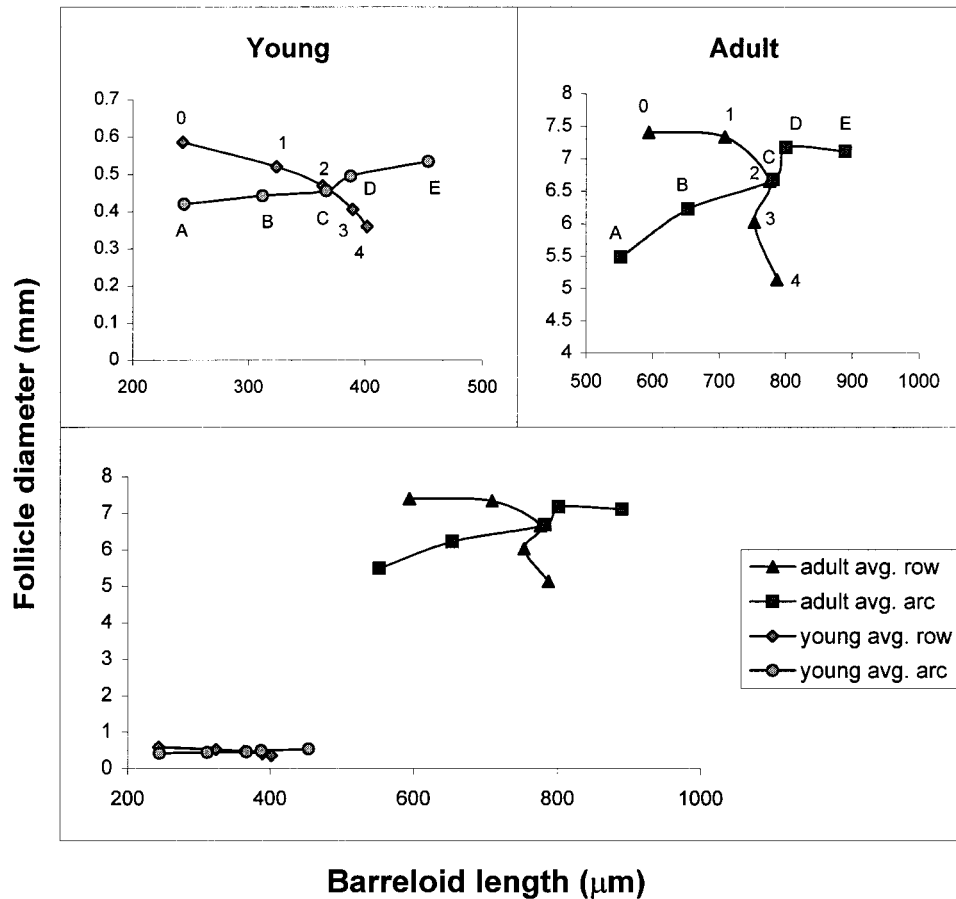 Young
Adult
Follicle diameter (mm)
0.7
0.6
0.5
0.4
0.3
0.2
0.1
0
200 300 400 500
0
1
2
A
B
C
D
E
3
4
8
7.5
7
6.5
6
5.5
5
4.5
4
500 600 700 800 900 1000
0
1
D
E
C
2
B
A
3
4
8
7
6
5
4
3
2
1
0
200 400 600 800 1000
adult avg. row
adult avg. arc
young avg. row
young avg. arc
Barreloid length (μm)